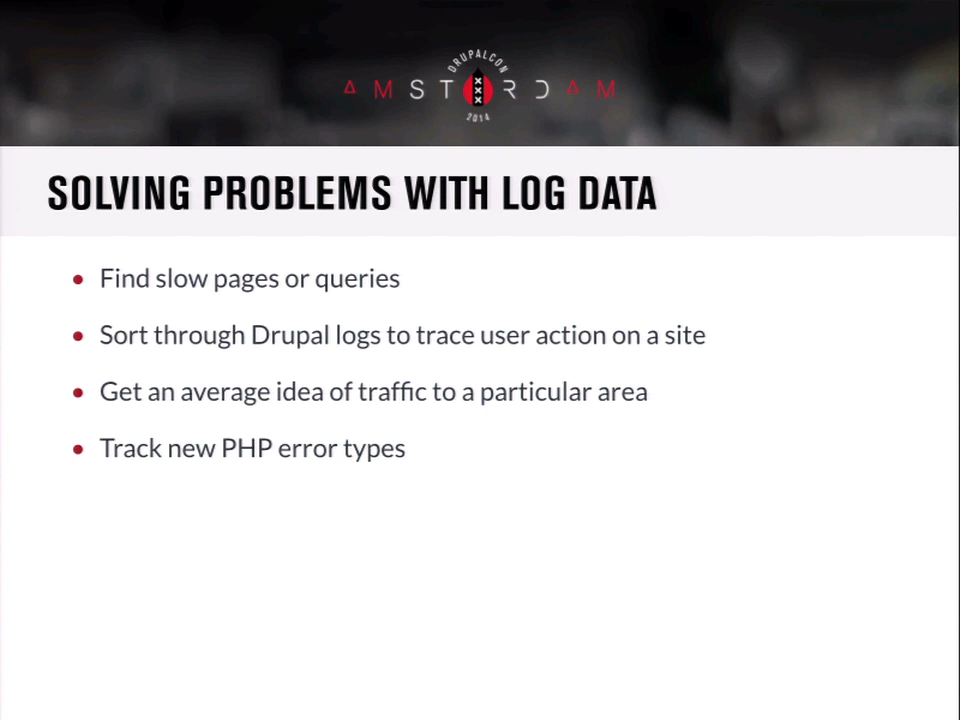 DRUPALCON
AMSTERDAM
2014
SOLVING PROBLEMS WITH LOG DATA
• Find slow pages or queries
• Sort through Drupal logs to trace user action on a site
• Get an average idea of traffic to a particular area
• Track new PHP error types